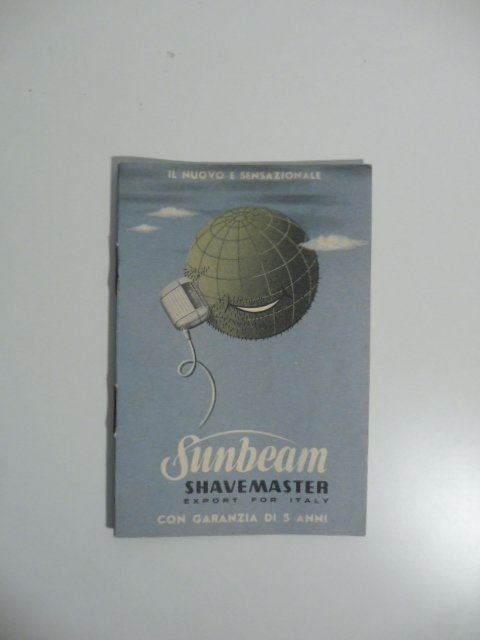 IL NUOVO E SENSAZIONALE
Sunbeam
SHAVEMASTER
EXPORT FOR ITALY
CON GARANZIA DI 5 ANNI